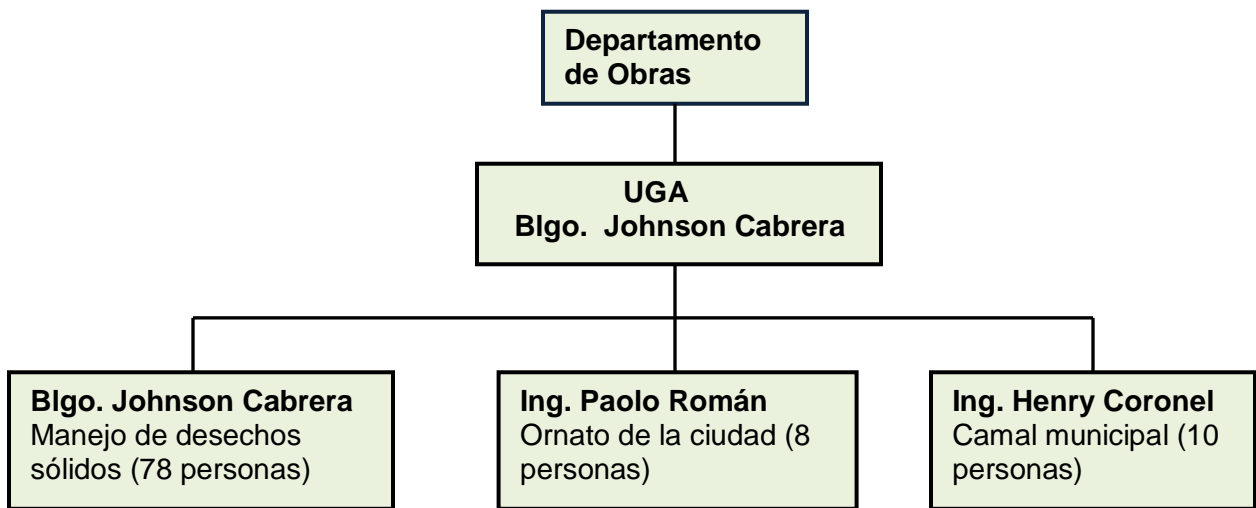 Departamento
de Obras
UGA
Blgo. Johnson Cabrera
Blgo. Johnson Cabrera
Manejo de desechos
sólidos (78 personas)
Ing. Paolo Román
Ornato de la ciudad (8
personas)
Ing. Henry Coronel
Camal municipal (10
personas)